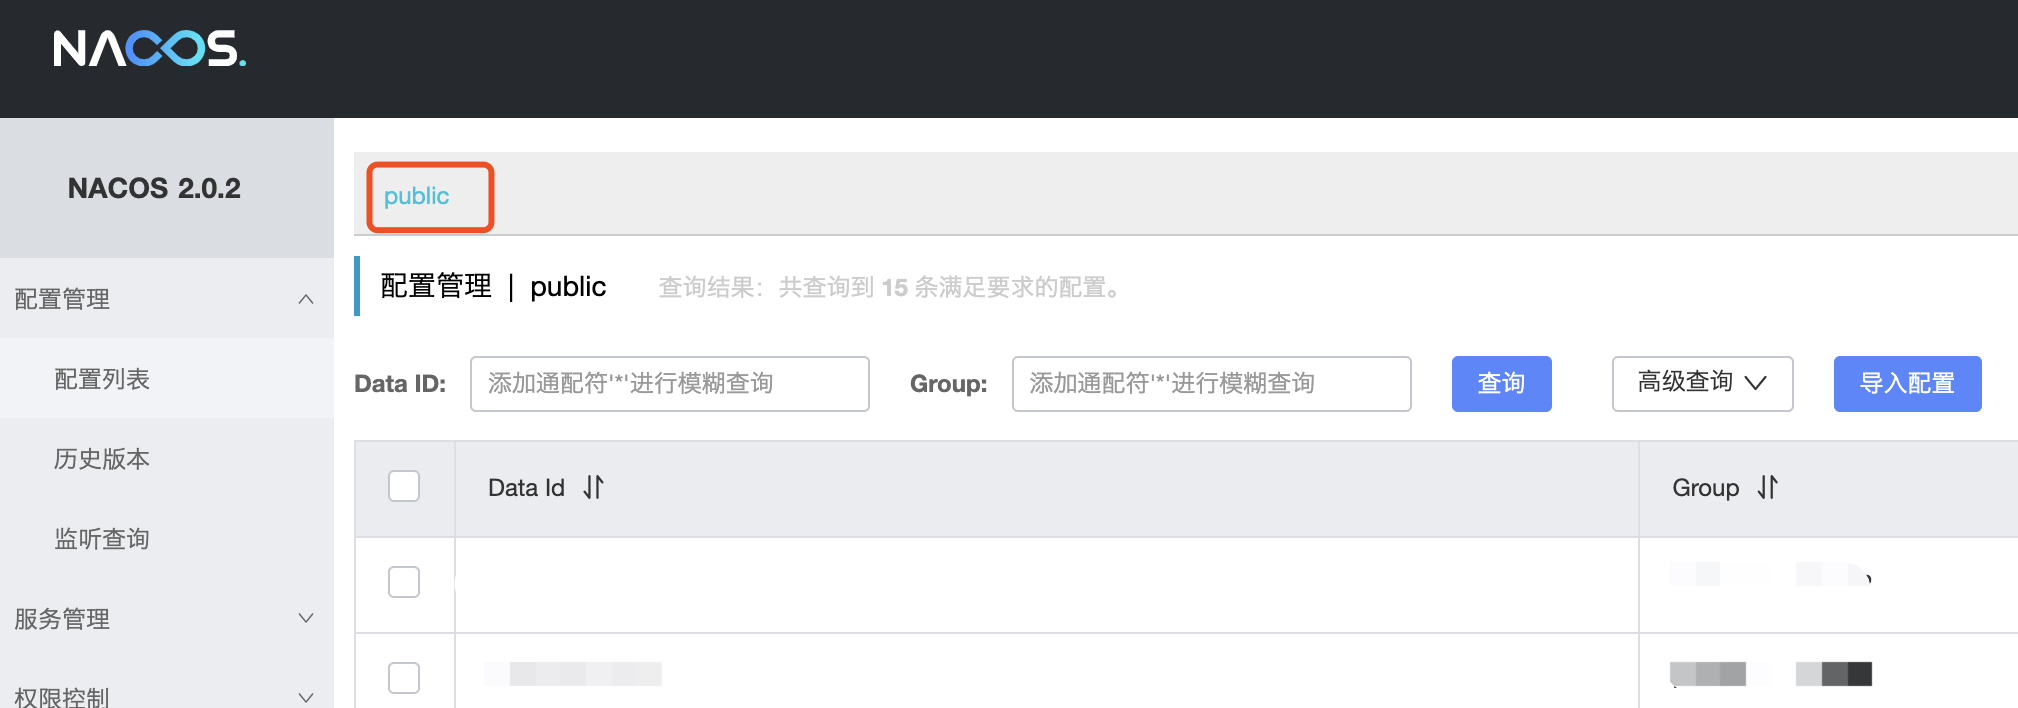 NACOS.
NACOS 2.0.2
配置管理
配置列表
历史版本
监听查询
服务管理
权限控制
public
配置管理 | public 查询结果：共查询到 15 条满足要求的配置。
Data ID: 添加通配符'*'进行模糊查询 Group: 添加通配符'*'进行模糊查询 查询 高级查询 导入配置
Data Id Group